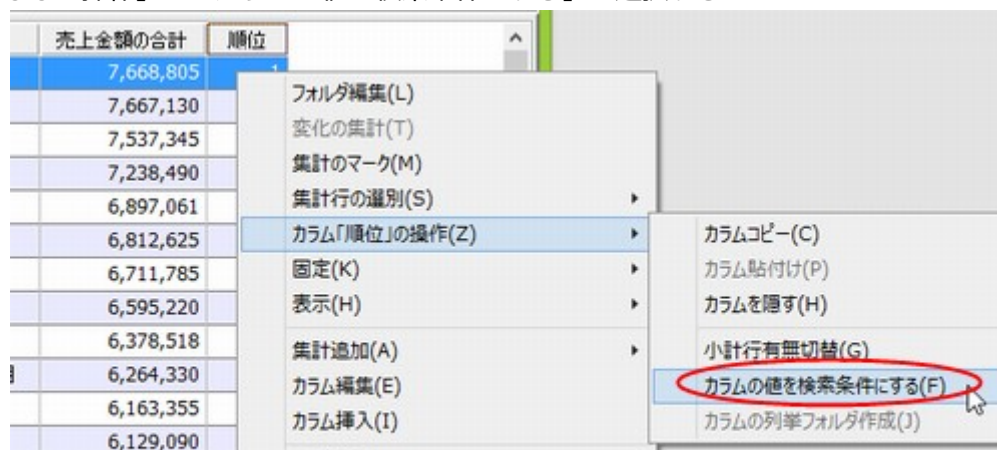 売上金額の合計 順位
7,668,805 1
7,667,130
7,537,345
7,238,490
6,897,061
6,812,625
6,711,785
6,595,220
6,378,518
6,264,330
6,163,355
6,129,090
フォルダ編集(L)
変化の集計(T)
集計のマーク(M)
集計行の選別(S)
カラム「順位」の操作(Z)
固定(K)
表示(H)
集計追加(A)
カラム編集(E)
カラム挿入(I)
カラムコピー(C)
カラム貼付け(P)
カラムを隠す(H)
小計行有無切替(G)
カラムの値を検索条件にする(F)
カラムの列挙フォルダ作成(J)